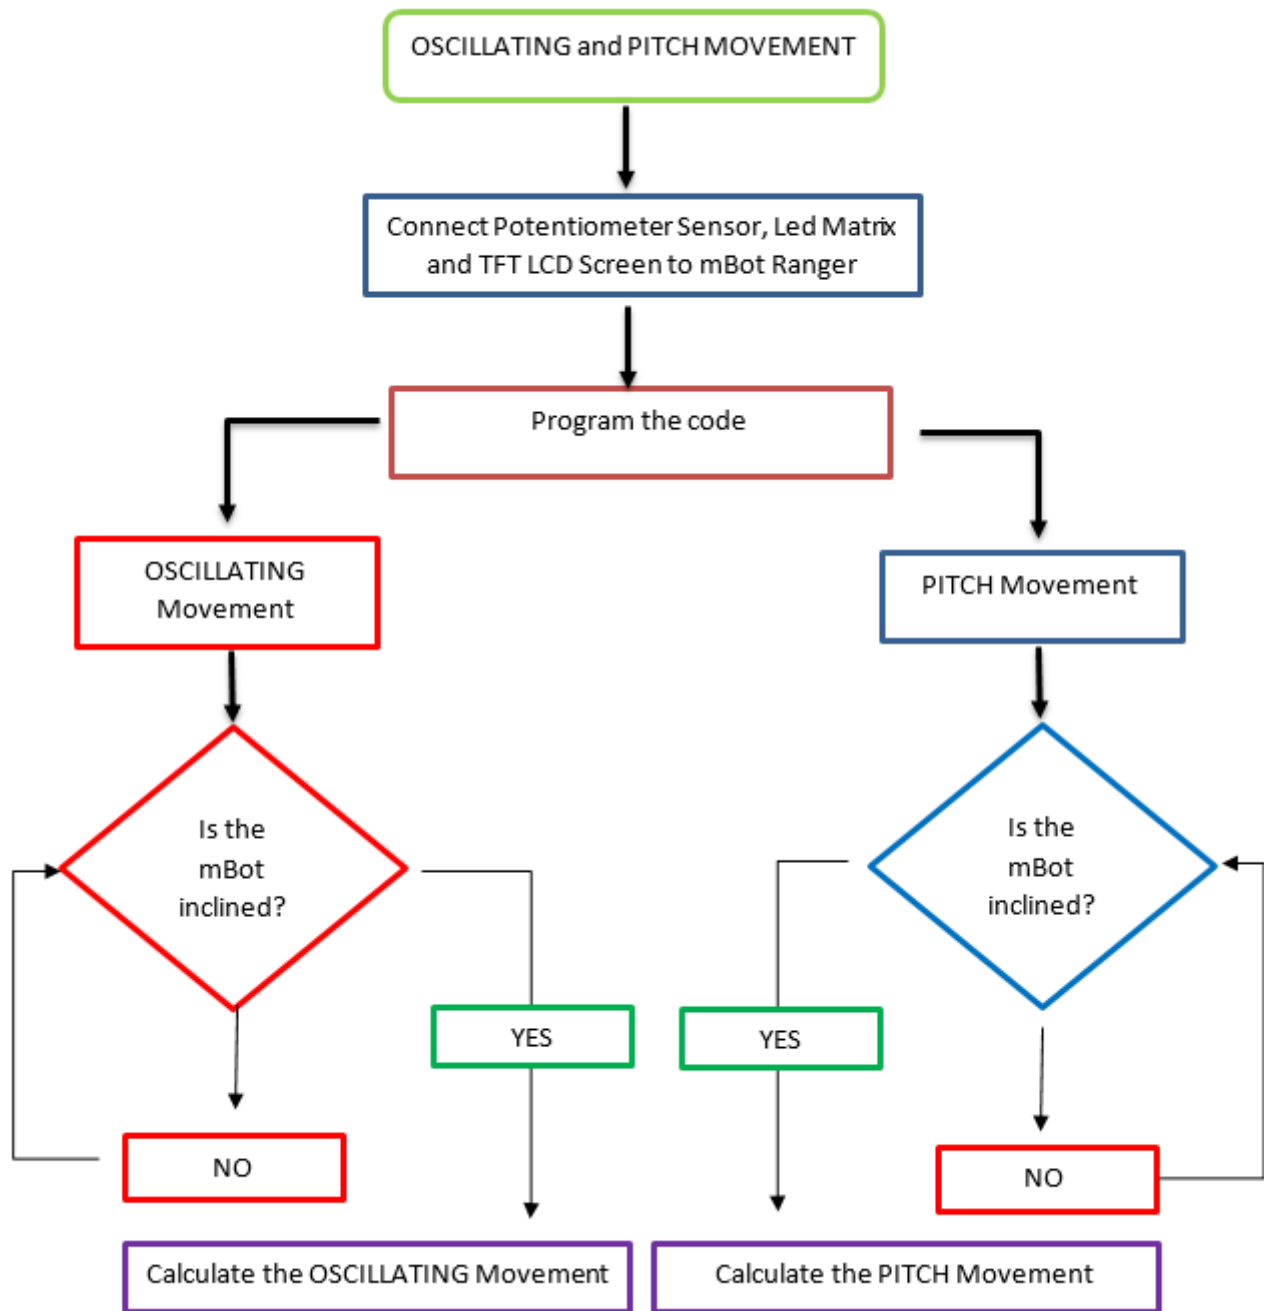 OSCILLATING and PITCH MOVEMENT
Connect Potentiometer Sensor, Led Matrix
and TFT LCD Screen to mBot Ranger
Program the code
OSCILLATING
Movement
PITCH Movement
Is the
mBot
inclined?
Is the
mBot
inclined?
YES
YES
NO
NO
Calculate the OSCILLATING Movement
Calculate the PITCH Movement